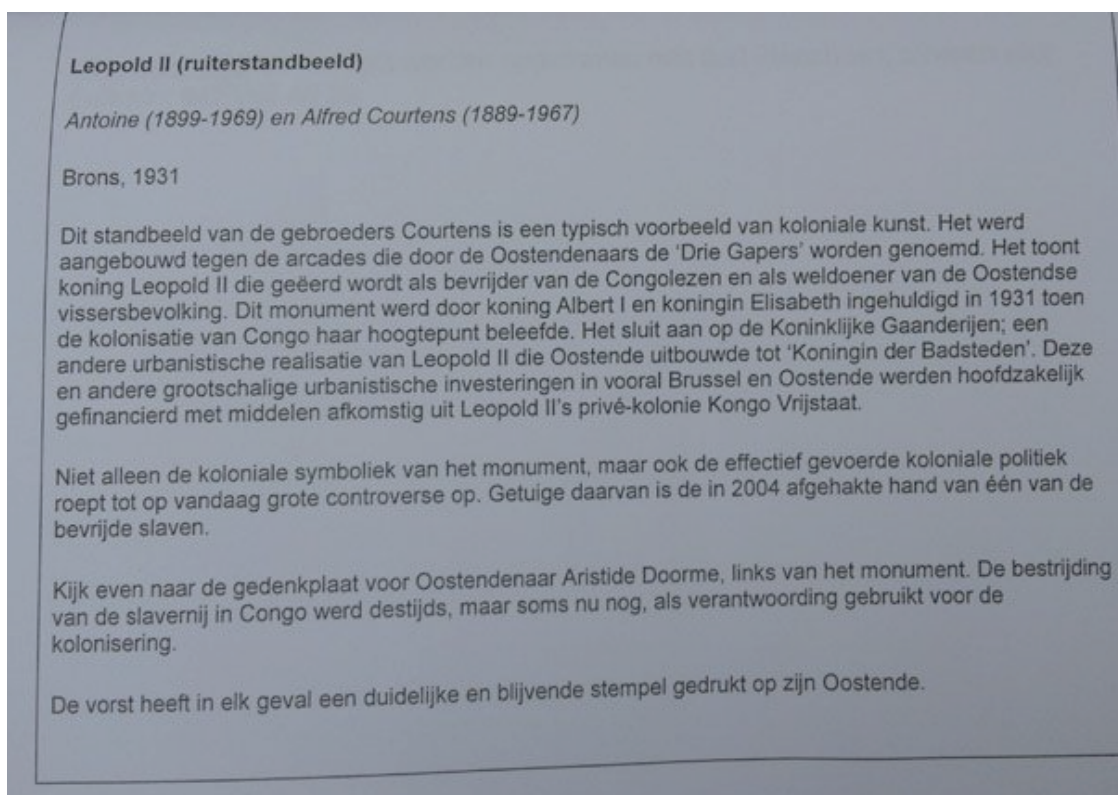 Leopold II (ruiterstandbeeld)
Antoine (1899-1969) en Alfred Courtens (1889-1967)
Brons, 1931
Dit standbeeld van de gebroeders Courtens is een typisch voorbeeld van koloniale kunst. Het werd
aangebouwd tegen de arcades die door de Oostendenaars de ‘Drie Gapers’ worden genoemd. Het toont
koning Leopold II die geëerd wordt als bevrijder van de Congolezen en als weldoener van de Oostendse
vissersbevolking. Dit monument werd door koning Albert I en koningin Elisabeth ingehuldigd in 1931 toen
de kolonisatie van Congo haar hoogtepunt beleefde. Het sluit aan op de Koninklijke Gaanderijen; een
andere urbanistische realisatie van Leopold II die Oostende uitbouwde tot ‘Koningin der Badsteden’. Deze
en andere grootschalige urbanistische investeringen in vooral Brussel en Oostende werden hoofdzakelijk
gefinancierd met middelen afkomstig uit Leopold II’s privé-kolonie Kongo Vrijstaat.
Niet alleen de koloniale symboliek van het monument, maar ook de effectief gevoerde koloniale politiek
roept tot op vandaag grote controverse op. Getuige daarvan is de in 2004 afgehakte hand van één van de
bevrijde slaven.
Kijk even naar de gedenkplaat voor Oostendenaar Aristide Doorme, links van het monument. De bestrijding
van de slavernij in Congo werd destijds, maar soms nu nog, als verantwoording gebruikt voor de
kolonisering.
De vorst heeft in elk geval een duidelijke en blijvende stempel gedrukt op zijn Oostende.